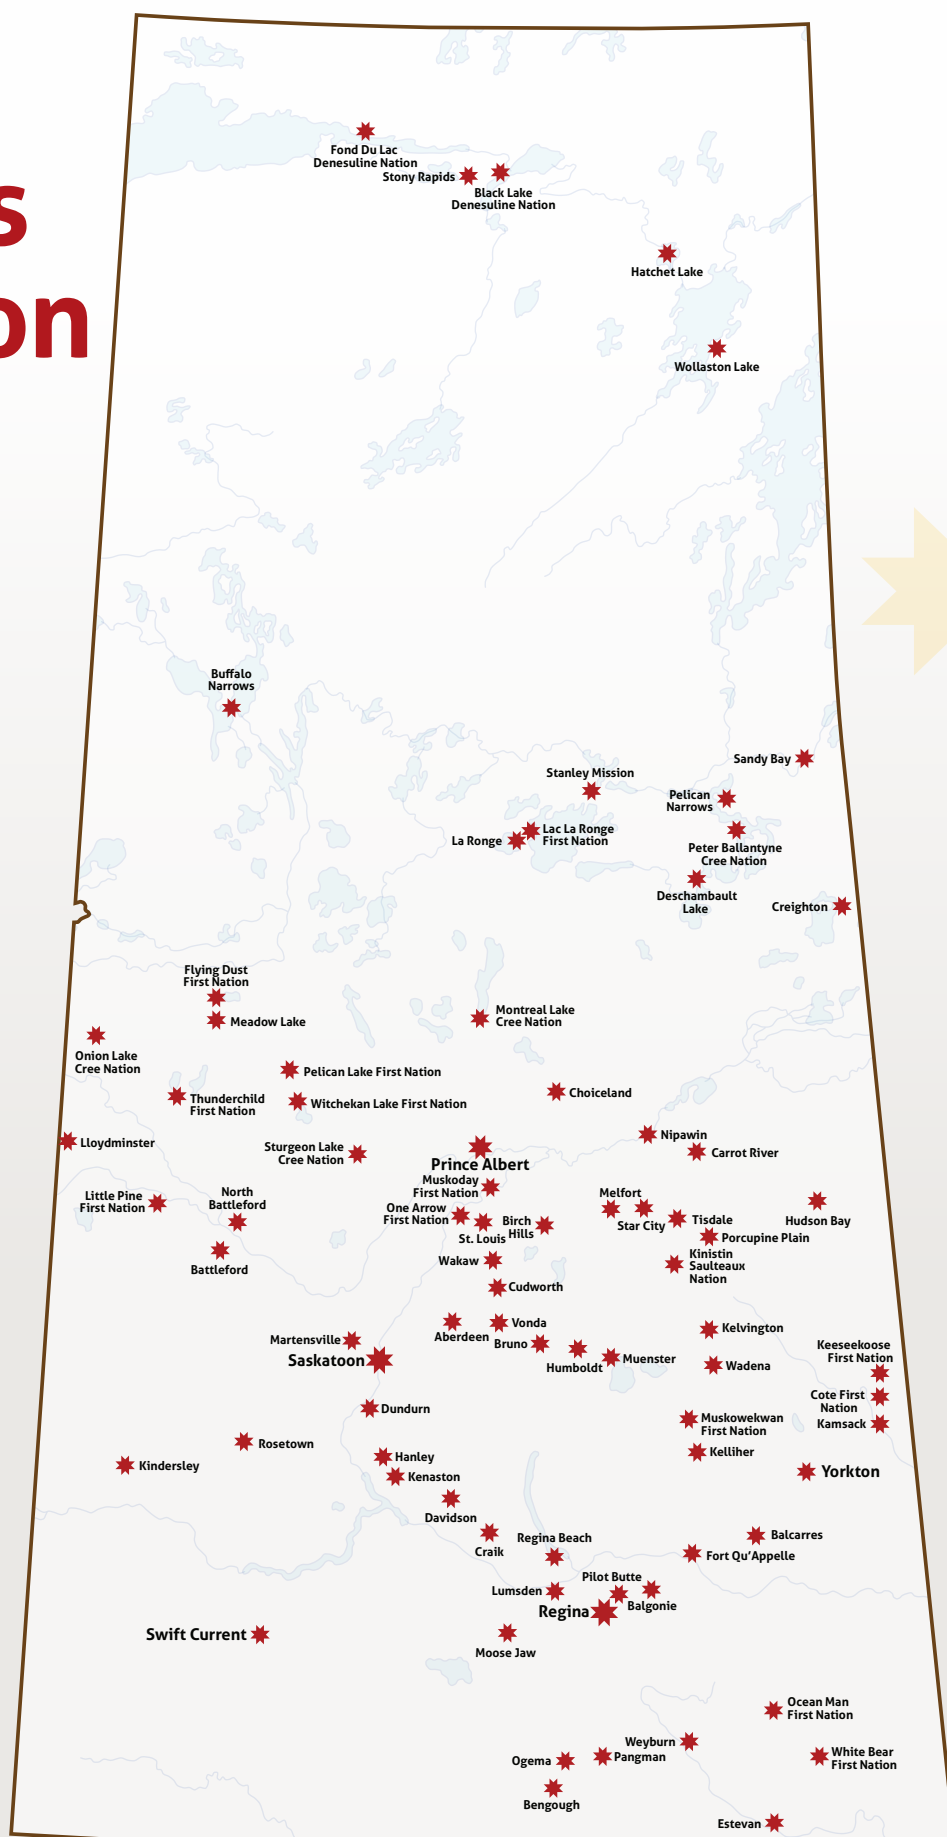 s
on
Fond Du Lac
Denesuline Nation
Stony Rapids
Black Lake
Denesuline Nation
Hatchet Lake
Wollaston Lake
Buffalo
Narrows
Sandy Bay
Stanley Mission
Pelican
Narrows
Lac La Ronge
First Nation
La Ronge
Peter Ballantyne
Cree Nation
Deschambault
Lake
Creighton
Flying Dust
First Nation
Meadow Lake
Montreal Lake
Cree Nation
Onion Lake
Cree Nation
Pelican Lake First Nation
Thunderchild
First Nation
Witchekan Lake First Nation
Choiceland
Lloydminster
Sturgeon Lake
Cree Nation
Prince Albert
Nipawin
Carrot River
Muskoday
First Nation
Little Pine
First Nation
North
Battleford
One Arrow
First Nation
St. Louis
Birch
Hills
Melfort
Star City
Tisdale
Hudson Bay
Porcupine Plain
Battleford
Wakaw
Kinistin
Saulteaux
Nation
Cudworth
Aberdeen
Vonda
Bruno
Kelvington
Martensville
Saskatoon
Humboldt
Muenster
Wadena
Keeseekoose
First Nation
Cote First
Nation
Kamsack
Dundurn
Muskowekwan
First Nation
Rosetown
Kelliher
Kindersley
Hanley
Kenaston
Yorkton
Davidson
Craik
Regina Beach
Balcarres
Fort Qu’Appelle
Lumsden
Pilot Butte
Balgonie
Regina
Swift Current
Moose Jaw
Ocean Man
First Nation
Weyburn
Pangman
Ogema
White Bear
First Nation
Bengough
Estevan